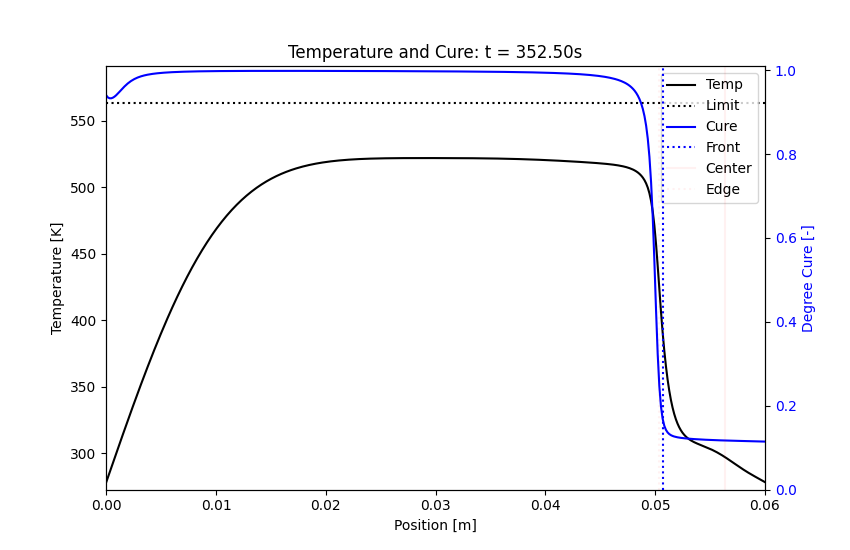 Temperature and Cure: t = 352.50s
Temperature [K]
550
500
450
400
350
300
0.00
0.01
0.02
0.03
0.04
0.05
0.06
Position [m]
1.0
0.8
0.6
0.4
0.2
0.0
Degree Cure [-]
Temp
Limit
Cure
Front
Center
Edge